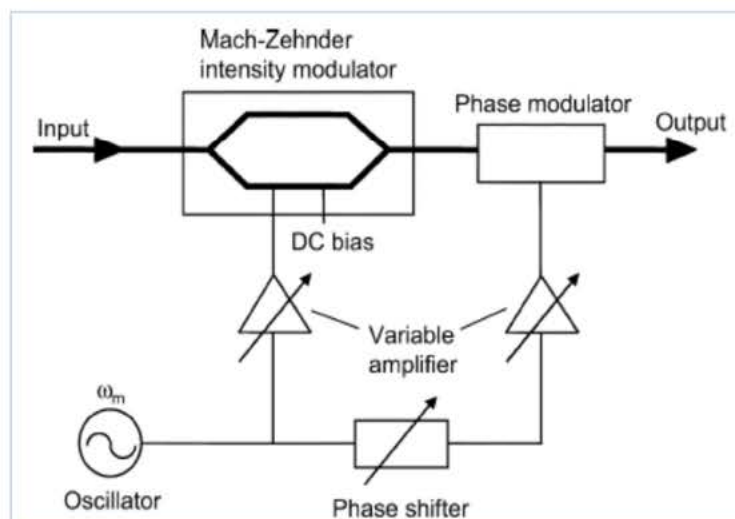 Mach-Zehnder
intensity modulator
Phase modulator
Input
Output
DC bias
Variable
amplifier
ωm
Oscillator
Phase shifter